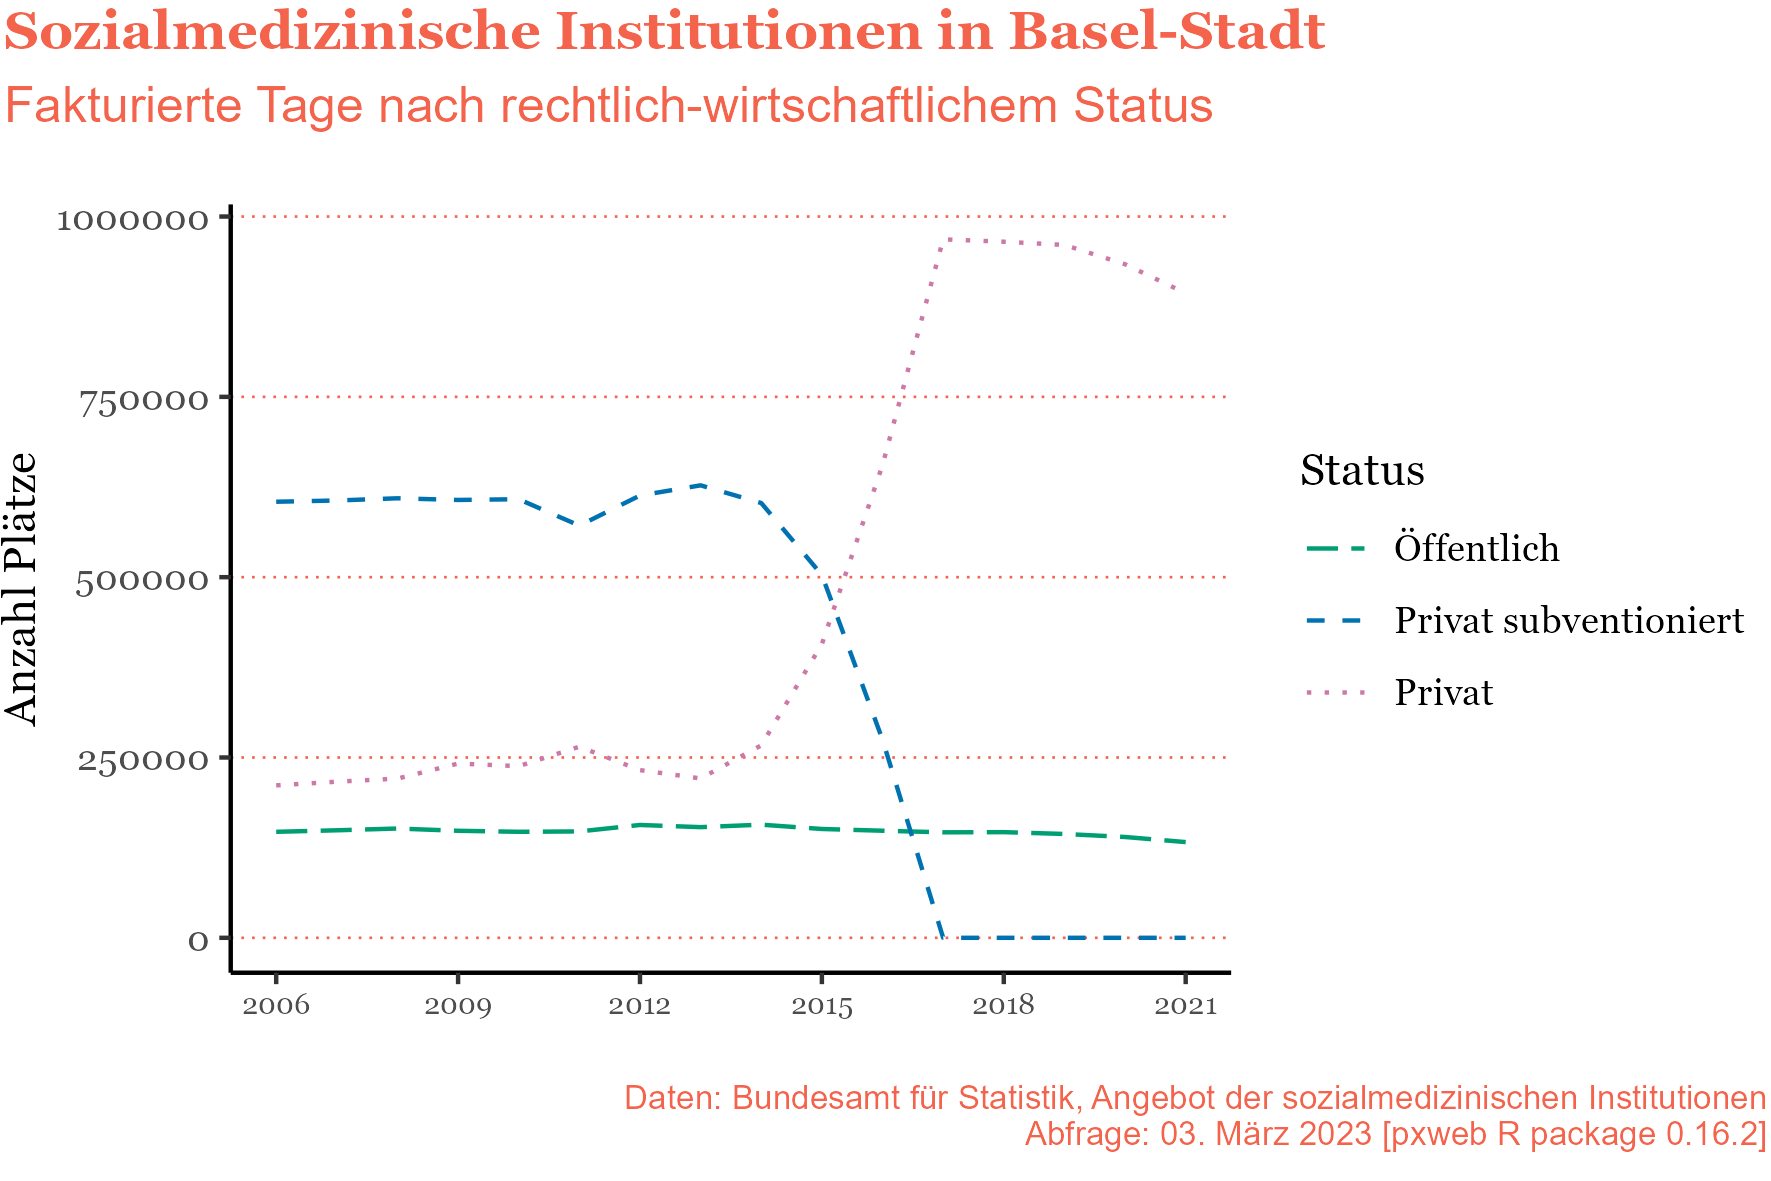 Sozialmedizinische Institutionen in Basel-Stadt
Fakturierte Tage nach rechtlich-wirtschaftlichem Status
Anzahl Plätze
1000000
750000
500000
250000
0
2006 2009 2012 2015 2018 2021
Status
Öffentlich
Privat subventioniert
Privat
Daten: Bundesamt für Statistik, Angebot der sozialmedizinischen Institutionen
Abfrage: 03. März 2023 [pxweb R package 0.16.2]